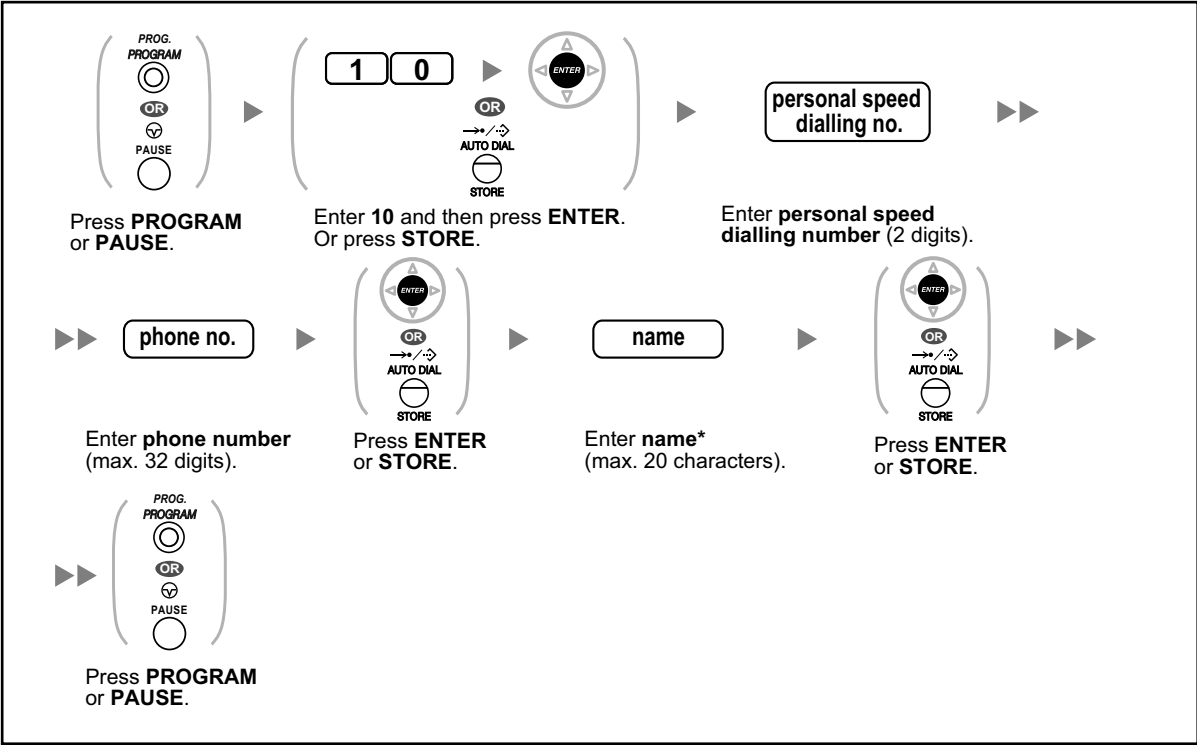 PROG.
PROGRAM
OR
PAUSE
Press PROGRAM
or PAUSE.
1 0
ENTER
OR
AUTO DIAL
STORE
Enter 10 and then press ENTER.
Or press STORE.
personal speed
dialling no.
Enter personal speed
dialling number (2 digits).
phone no.
Enter phone number
(max. 32 digits).
ENTER
OR
AUTO DIAL
STORE
Press ENTER
or STORE.
name
Enter name*
(max. 20 characters).
ENTER
OR
AUTO DIAL
STORE
Press ENTER
or STORE.
PROG.
PROGRAM
OR
PAUSE
Press PROGRAM
or PAUSE.